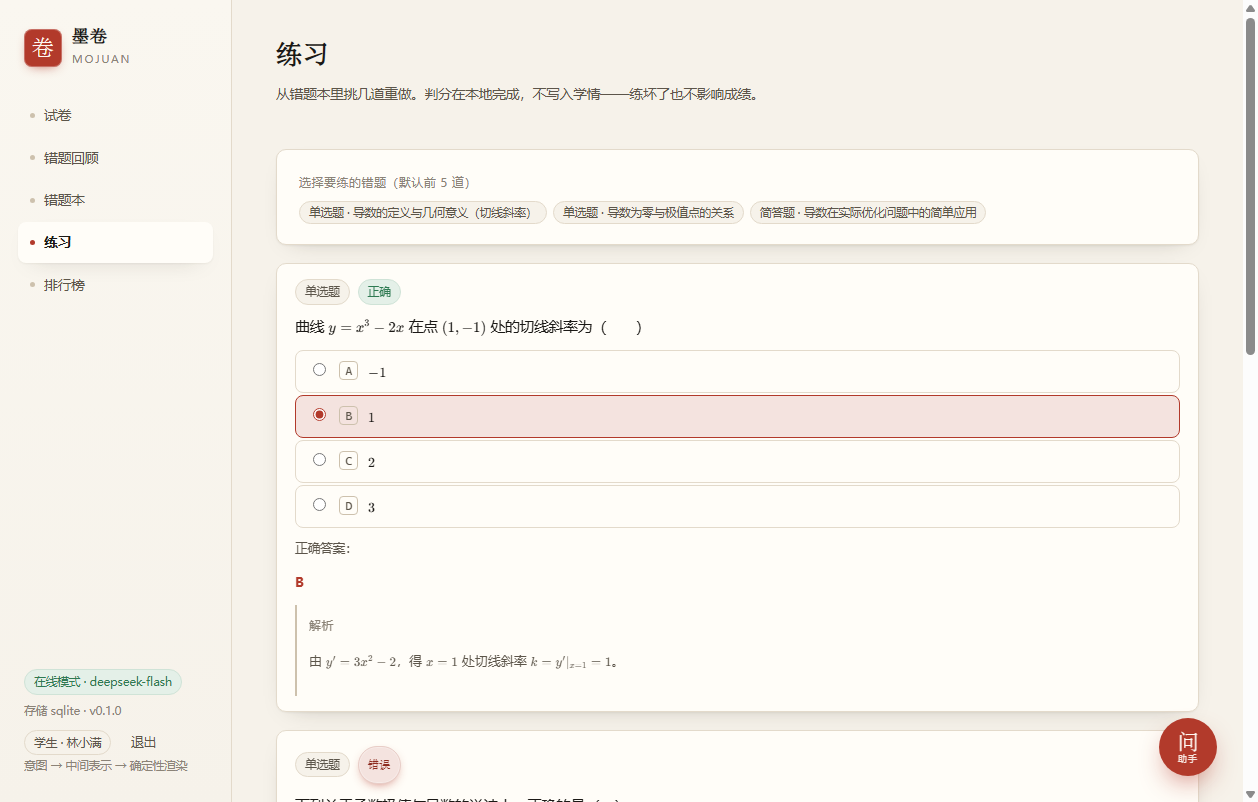 卷
墨卷
MOJUAN
试卷
错题回顾
错题本
练习
排行榜
在线模式 · deepseek-flash
存储 sqlite · v0.1.0
学生 · 林小满
退出
意图 → 中间表示 → 确定性渲染
练习
从错题本里挑几道重做。判分在本地完成，不写入学情——练坏了也不影响成绩。
选择要练的错题（默认前 5 道）
单选题 · 导数的定义与几何意义（切线斜率）
单选题 · 导数为零与极值点的关系
简答题 · 导数在实际优化问题中的简单应用
单选题 正确
曲线 y = x³ − 2x 在点 (1, −1) 处的切线斜率为（　　）
A −1
B 1
C 2
D 3
正确答案：
B
解析
由 y′ = 3x² − 2，得 x = 1 处切线斜率 k = y′|ₓ₌₁ = 1。
单选题 错误
问
助手